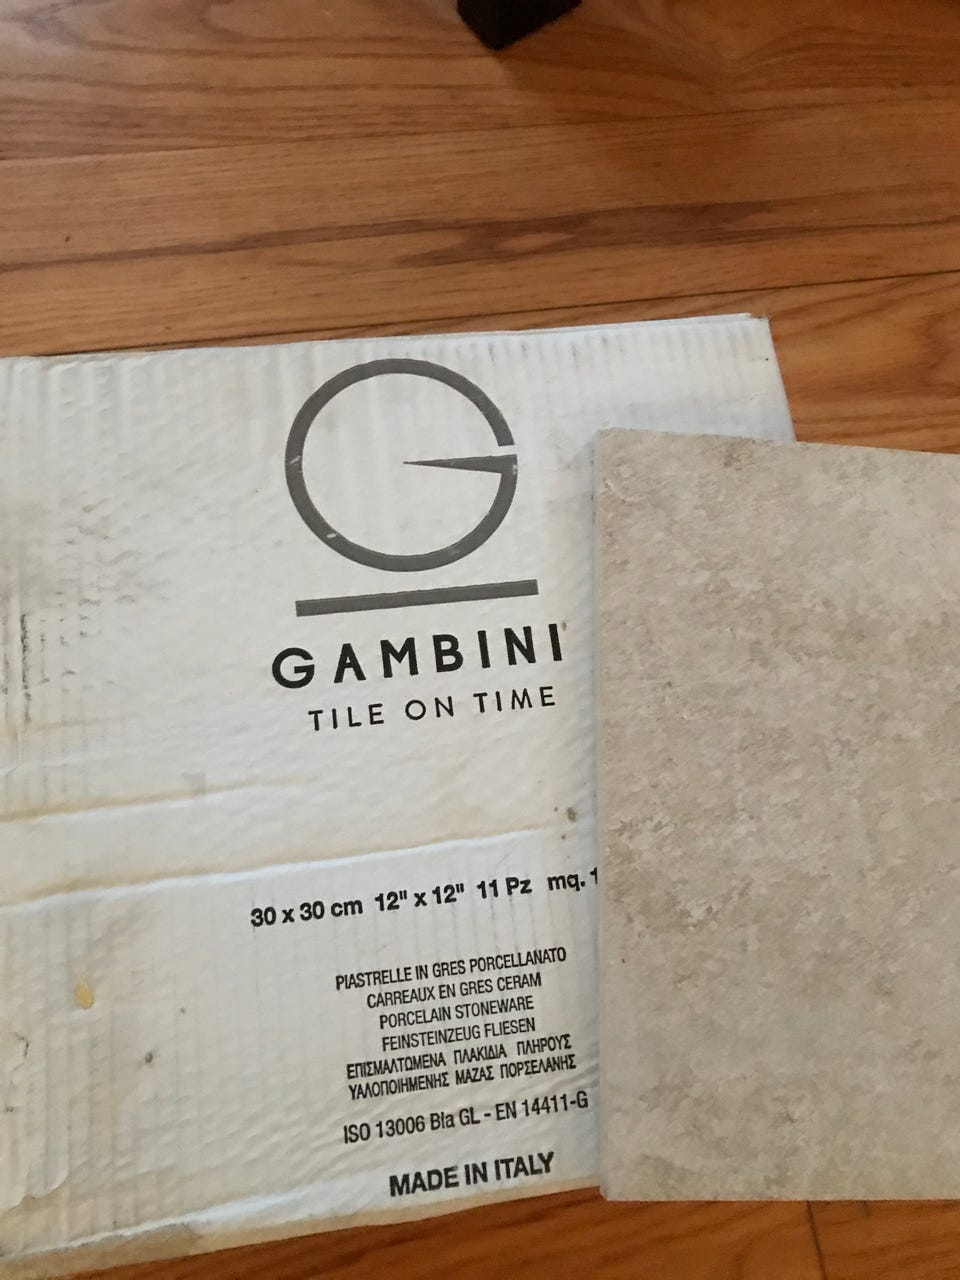 G
GAMBINI
TILE ON TIME
30 x 30 cm 12" x 12" 11 Pz mq. 1
PIASTRELLE IN GRES PORCELLANATO
CARREAUX EN GRES CERAM
PORCELAIN STONEWARE
FEINSTEINZEUG FLIESEN
ΕΠΙΣΜΑΛΤΩΜΕΝΑ ΠΛΑΚΙΔΙΑ ΠΛΗΡΟΥΣ
ΥΑΛΟΠΟΙΗΜΕΝΗΣ ΜΑΖΑΣ ΠΟΡΣΕΛΑΝΗΣ
ISO 13006 BIa GL - EN 14411-G
MADE IN ITALY